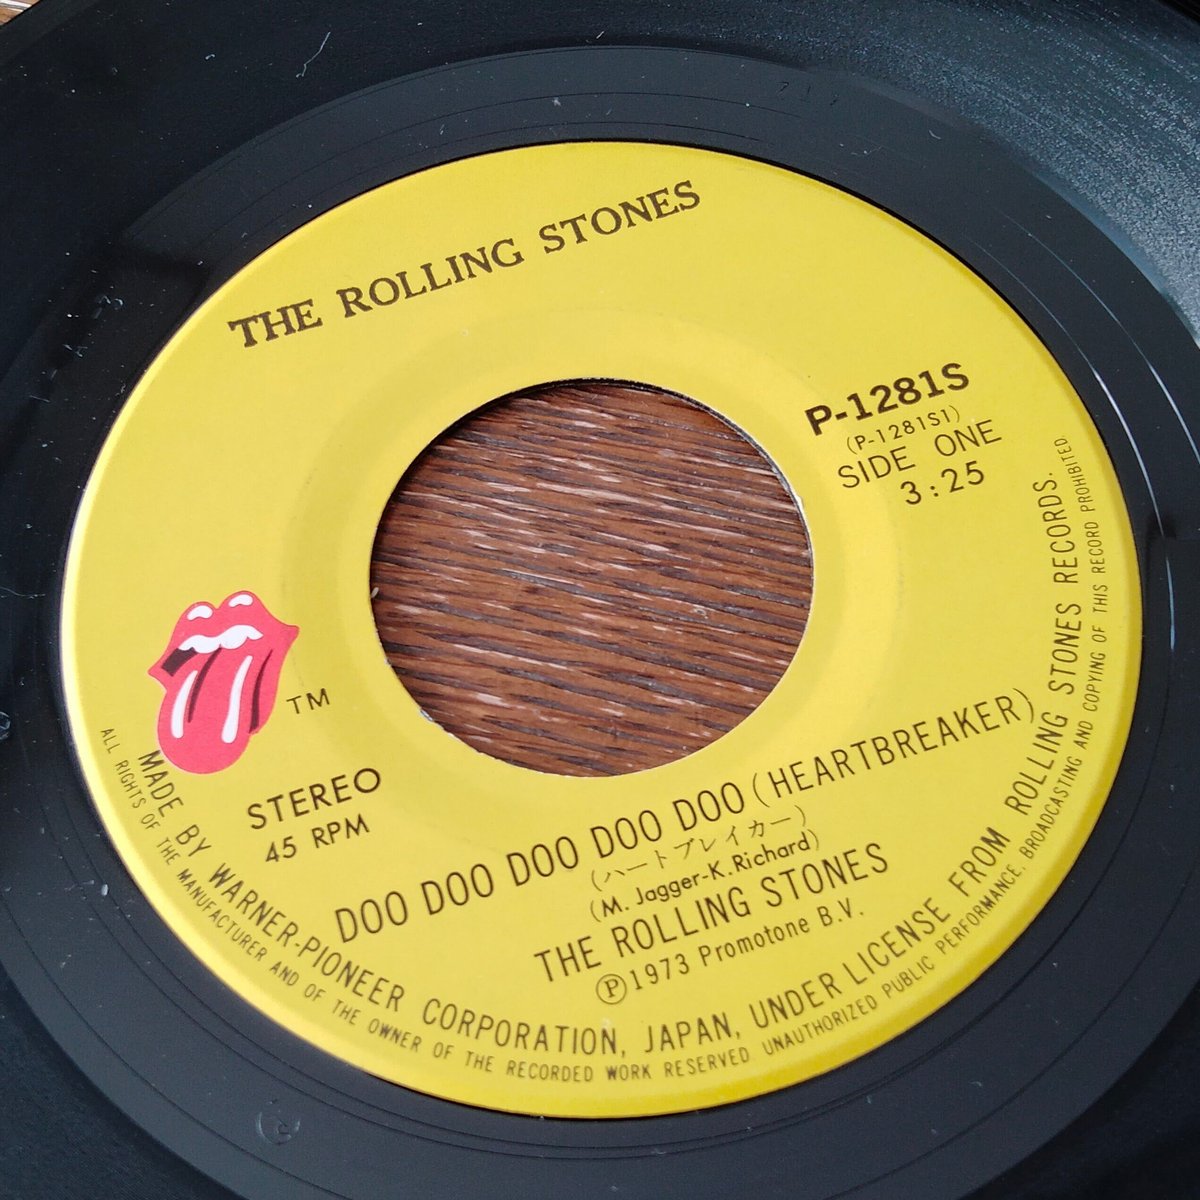 THE ROLLING STONES
P-1281S
(P-1281S1)
SIDE ONE
3:25
TM
STEREO
45 RPM
DOO DOO DOO DOO DOO (HEARTBREAKER)
(ハートブレイカー)
(M. Jagger-K. Richard)
THE ROLLING STONES
Ⓟ1973 Promotone B.V.
MADE BY WARNER-PIONEER CORPORATION, JAPAN, UNDER LICENSE FROM ROLLING STONES RECORDS.
ALL RIGHTS OF THE MANUFACTURER AND OF THE OWNER OF THE RECORDED WORK RESERVED UNAUTHORIZED PUBLIC PERFORMANCE, BROADCASTING AND COPYING OF THIS RECORD PROHIBITED